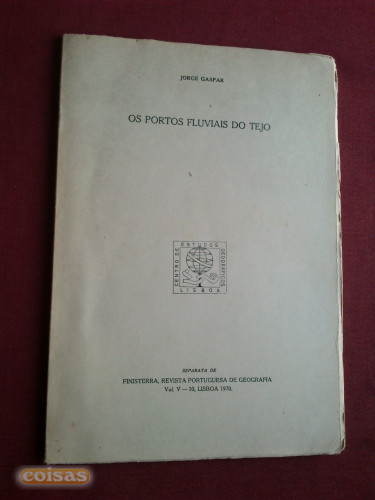 JORGE GASPAR
OS PORTOS FLUVIAIS DO TEJO
CENTRO DE ESTUDOS GEOGRÁFICOS
LISBOA
SEPARATA DE
FINISTERRA, REVISTA PORTUGUESA DE GEOGRAFIA
Vol. V — 10, LISBOA 1970.
coisas